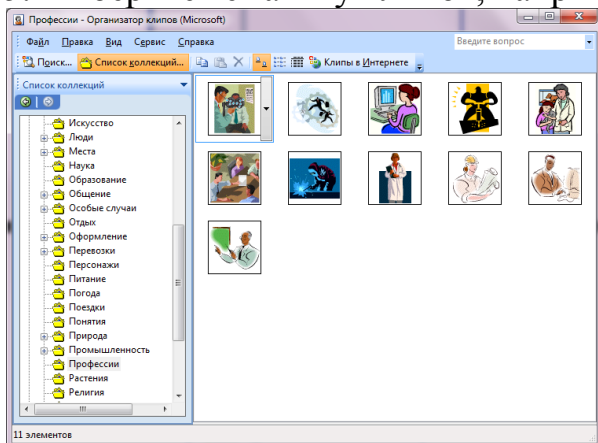 Профессии - Организатор клипов (Microsoft)
Файл Правка Вид Сервис Справка
Введите вопрос
Поиск... Список коллекций... Клипы в Интернете
Список коллекций
Искусство
Люди
Места
Наука
Образование
Общение
Особые случаи
Отдых
Оформление
Перевозки
Персонажи
Питание
Погода
Поездки
Понятия
Природа
Промышленность
Профессии
Растения
Религия
11 элементов